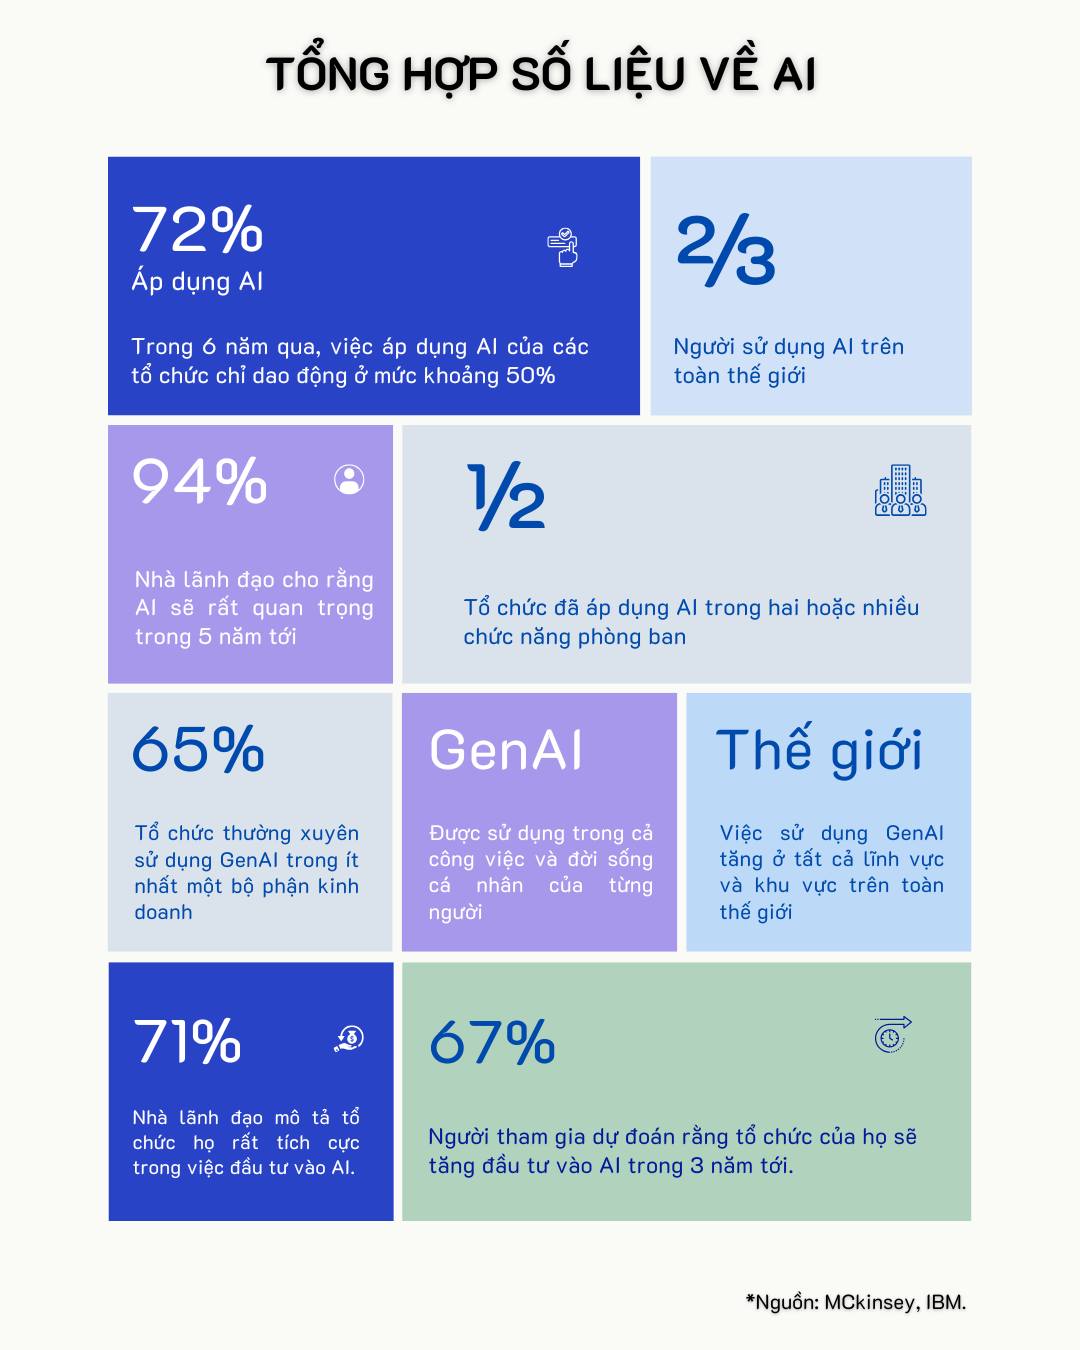 TỔNG HỢP SỐ LIỆU VỀ AI
72%
Áp dụng AI
Trong 6 năm qua, việc áp dụng AI của các
tổ chức chỉ dao động ở mức khoảng 50%
2/3
Người sử dụng AI trên
toàn thế giới
94%
Nhà lãnh đạo cho rằng
AI sẽ rất quan trọng
trong 5 năm tới
1/2
Tổ chức đã áp dụng AI trong hai hoặc nhiều
chức năng phòng ban
65%
Tổ chức thường xuyên
sử dụng GenAI trong ít
nhất một bộ phận kinh
doanh
GenAI
Được sử dụng trong cả
công việc và đời sống
cá nhân của từng
người
Thế giới
Việc sử dụng GenAI
tăng ở tất cả lĩnh vực
và khu vực trên toàn
thế giới
71%
Nhà lãnh đạo mô tả tổ
chức họ rất tích cực
trong việc đầu tư vào AI.
67%
Người tham gia dự đoán rằng tổ chức của họ sẽ
tăng đầu tư vào AI trong 3 năm tới.
*Nguồn: MCkinsey, IBM.